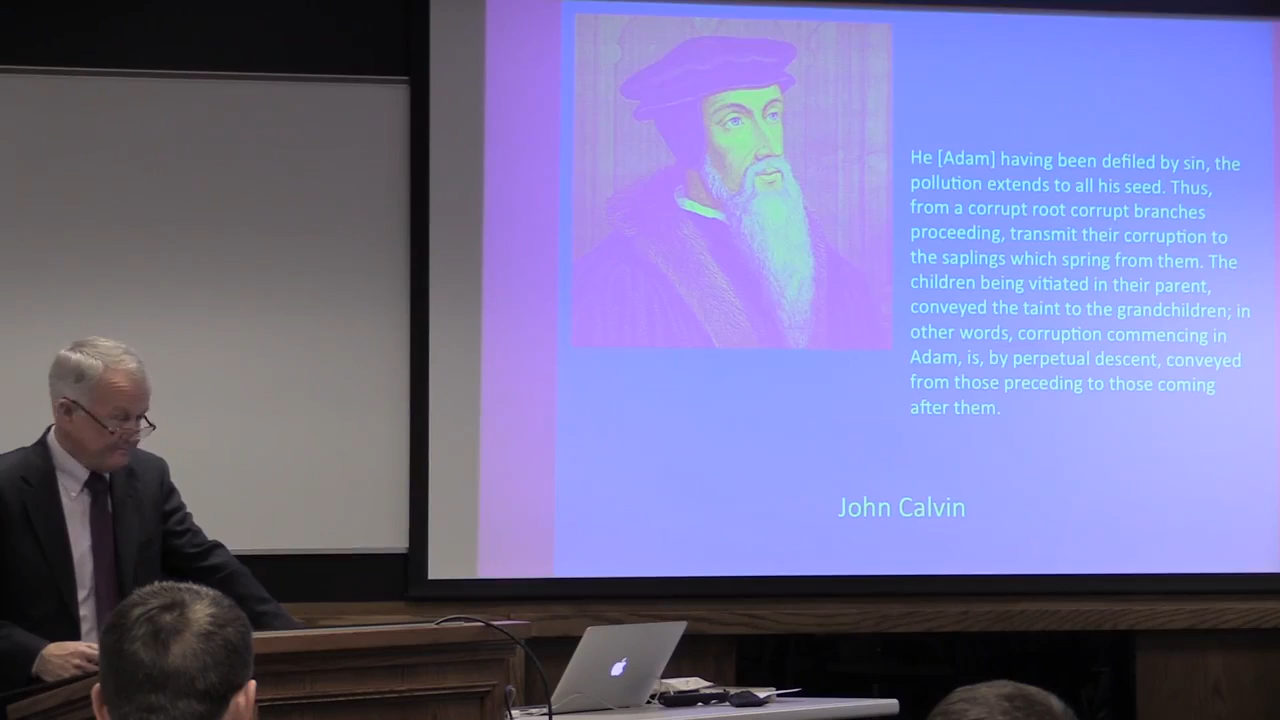 He [Adam] having been defiled by sin, the
pollution extends to all his seed. Thus,
from a corrupt root corrupt branches
proceeding, transmit their corruption to
the saplings which spring from them. The
children being vitiated in their parent,
conveyed the taint to the grandchildren; in
other words, corruption commencing in
Adam, is, by perpetual descent, conveyed
from those preceding to those coming
after them.
John Calvin